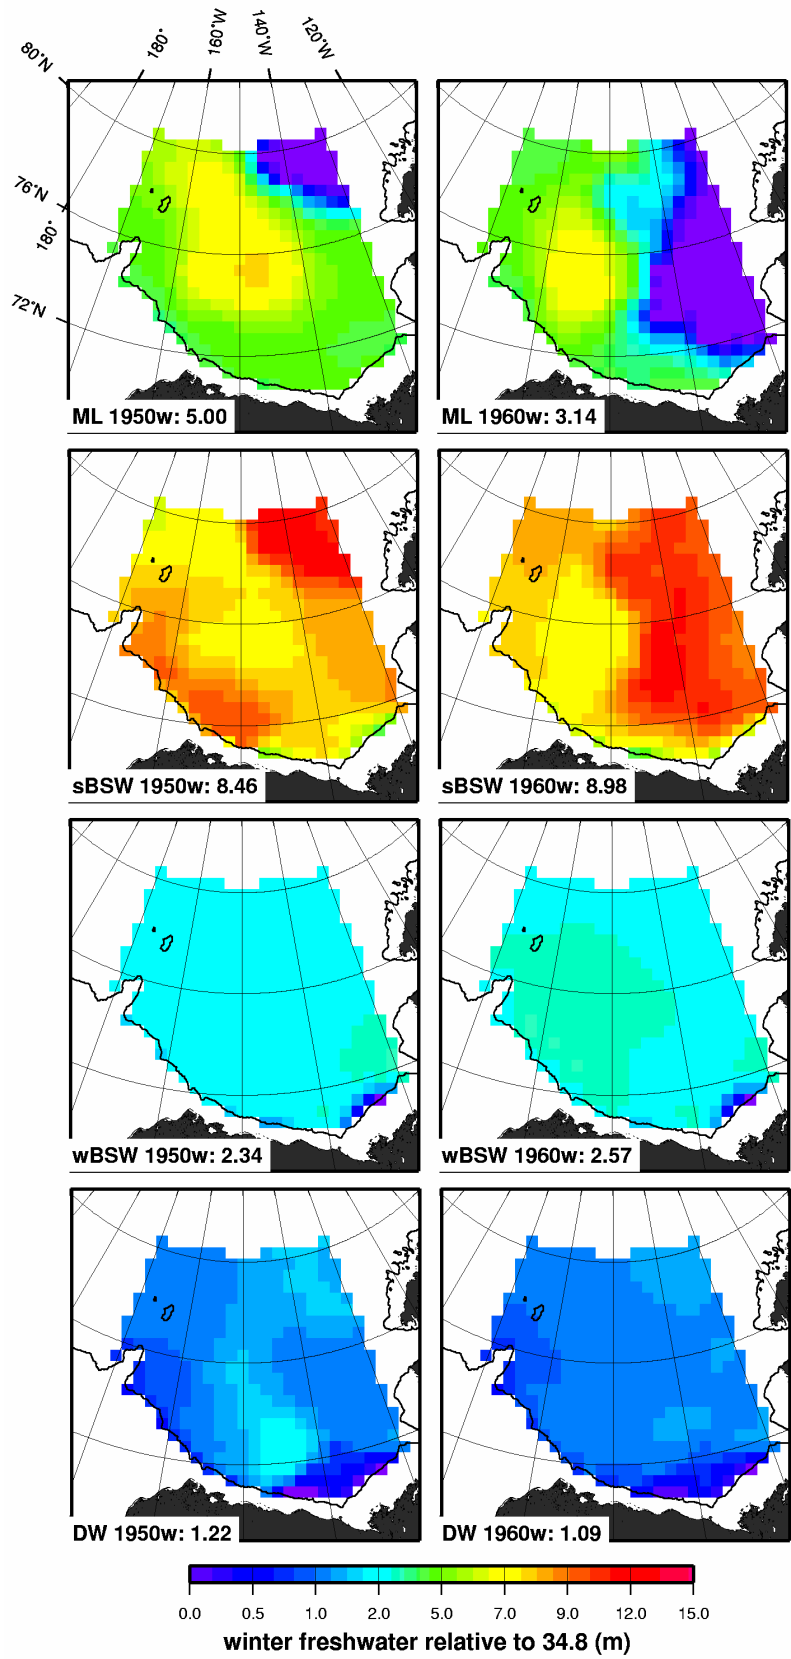 80°N
180°
160°W
140°W
120°W
76°N
180°
72°N
ML 1950w: 5.00
ML 1960w: 3.14
sBSW 1950w: 8.46
sBSW 1960w: 8.98
wBSW 1950w: 2.34
wBSW 1960w: 2.57
DW 1950w: 1.22
DW 1960w: 1.09
0.0 0.5 1.0 2.0 5.0 7.0 9.0 12.0 15.0
winter freshwater relative to 34.8 (m)